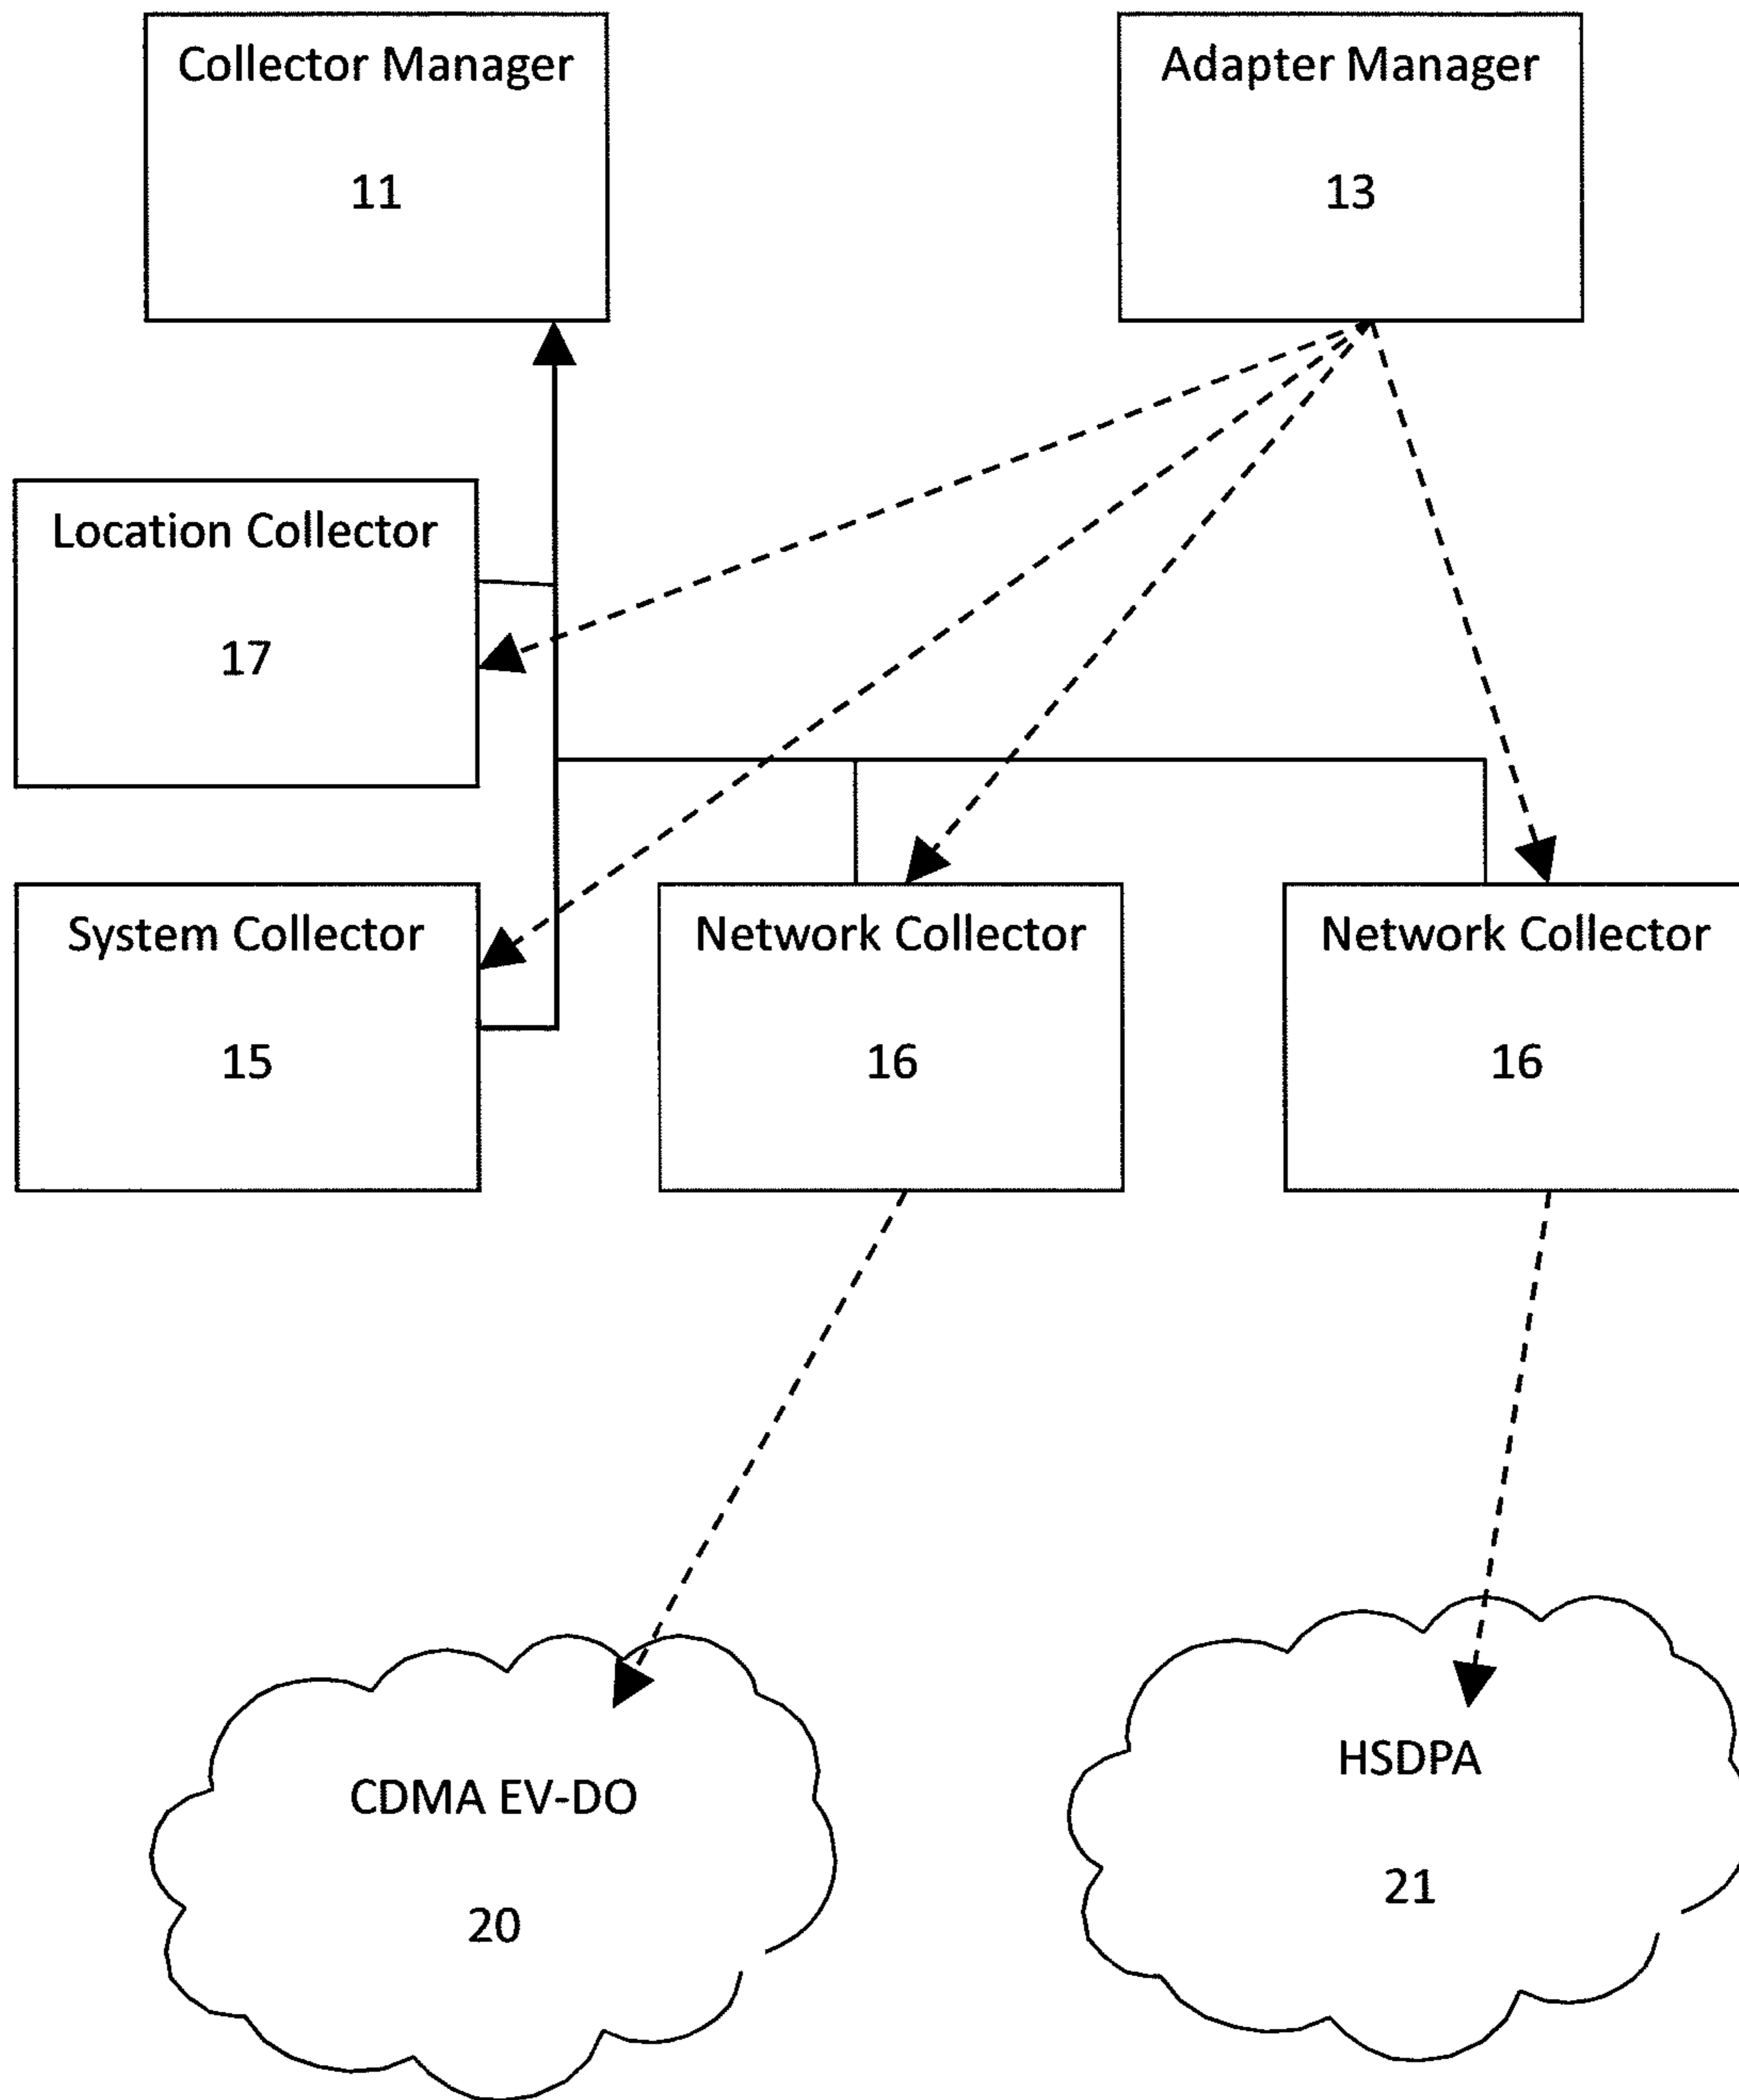 Collector Manager
11
Adapter Manager
13
Location Collector
17
System Collector
15
Network Collector
16
Network Collector
16
CDMA EV-DO
20
HSDPA
21